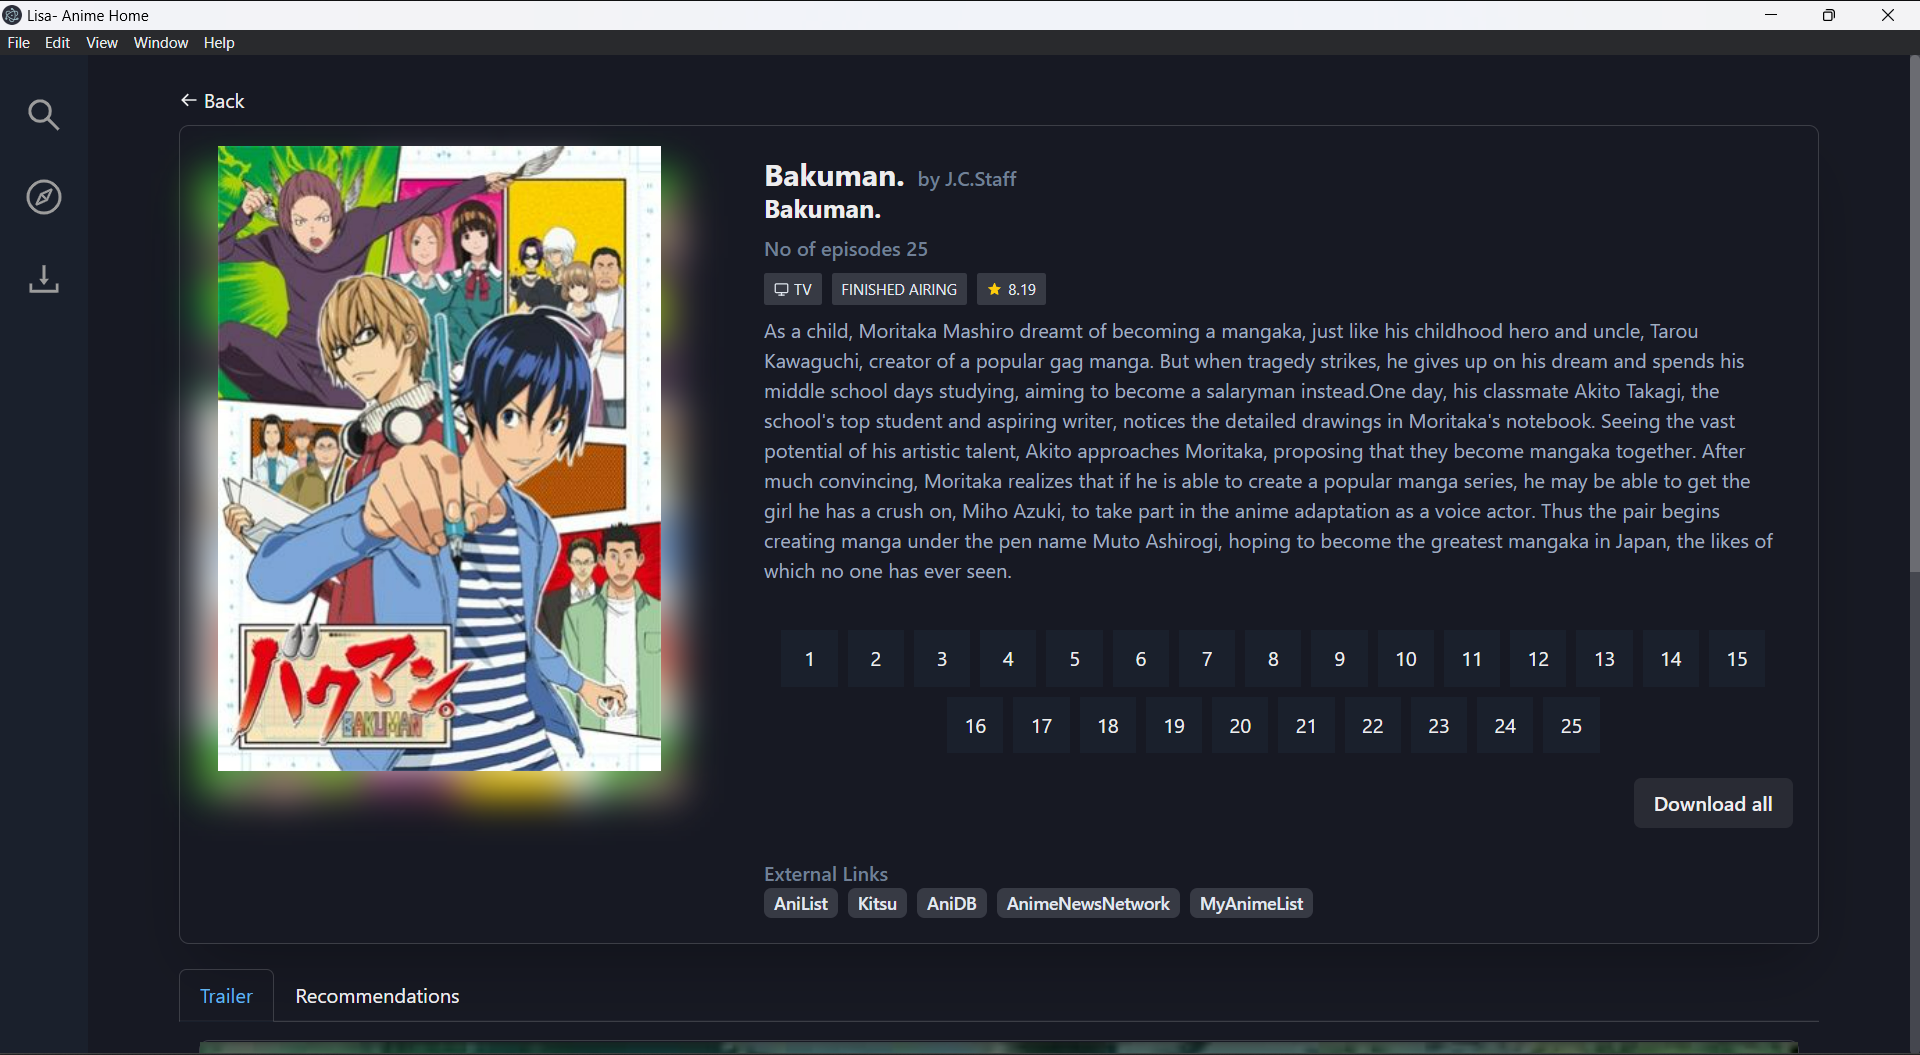 Lisa- Anime Home
File Edit View Window Help
← Back
Bakuman. by J.C.Staff
Bakuman.
No of episodes 25
TV FINISHED AIRING ★ 8.19
As a child, Moritaka Mashiro dreamt of becoming a mangaka, just like his childhood hero and uncle, Tarou
Kawaguchi, creator of a popular gag manga. But when tragedy strikes, he gives up on his dream and spends his
middle school days studying, aiming to become a salaryman instead.One day, his classmate Akito Takagi, the
school's top student and aspiring writer, notices the detailed drawings in Moritaka's notebook. Seeing the vast
potential of his artistic talent, Akito approaches Moritaka, proposing that they become mangaka together. After
much convincing, Moritaka realizes that if he is able to create a popular manga series, he may be able to get the
girl he has a crush on, Miho Azuki, to take part in the anime adaptation as a voice actor. Thus the pair begins
creating manga under the pen name Muto Ashirogi, hoping to become the greatest mangaka in Japan, the likes of
which no one has ever seen.
バクマン。
BAKUMAN
1 2 3 4 5 6 7 8 9 10 11 12 13 14 15
16 17 18 19 20 21 22 23 24 25
Download all
External Links
AniList Kitsu AniDB AnimeNewsNetwork MyAnimeList
Trailer Recommendations